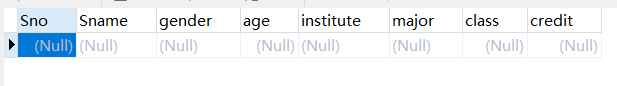 Sno Sname gender age institute major class credit
(Null) (Null) (Null) (Null) (Null) (Null) (Null) (Null)